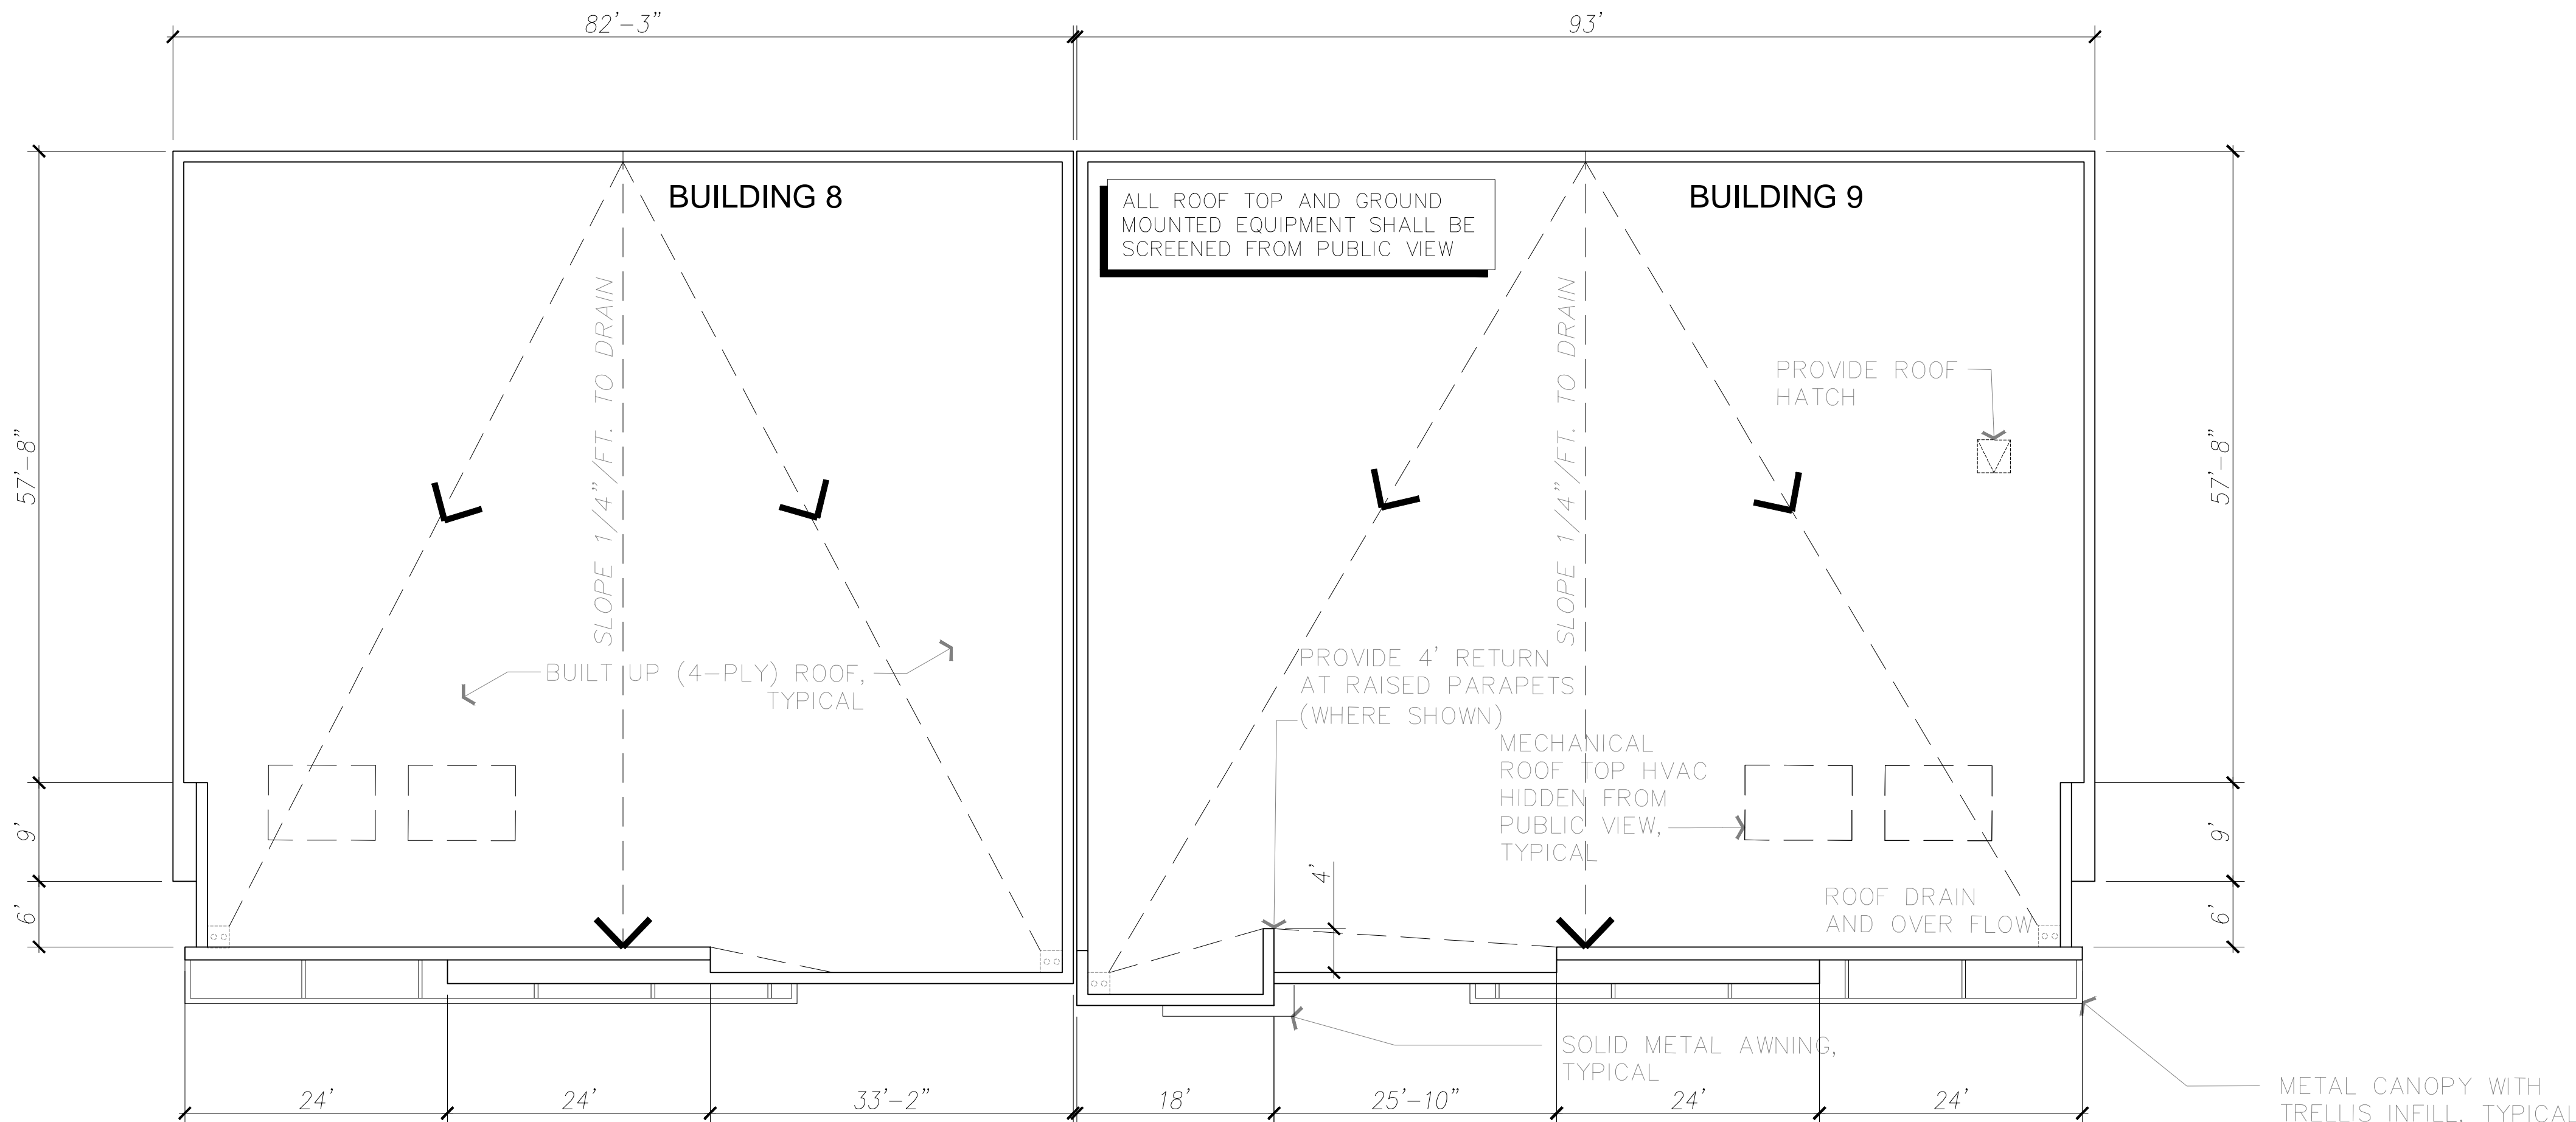 82'-3"
93'
BUILDING 8
ALL ROOF TOP AND GROUND
MOUNTED EQUIPMENT SHALL BE
SCREENED FROM PUBLIC VIEW
BUILDING 9
SLOPE 1/4"/FT. TO DRAIN
SLOPE 1/4"/FT. TO DRAIN
PROVIDE ROOF
HATCH
57'-8"
57'-8"
BUILT UP (4-PLY) ROOF,
TYPICAL
PROVIDE 4' RETURN
AT RAISED PARAPETS
(WHERE SHOWN)
MECHANICAL
ROOF TOP HVAC
HIDDEN FROM
PUBLIC VIEW,
TYPICAL
9'
9'
4'
ROOF DRAIN
AND OVER FLOW
6'
6'
SOLID METAL AWNING,
TYPICAL
METAL CANOPY WITH
TRELLIS INFILL, TYPICAL
24'
24'
33'-2"
18'
25'-10"
24'
24'